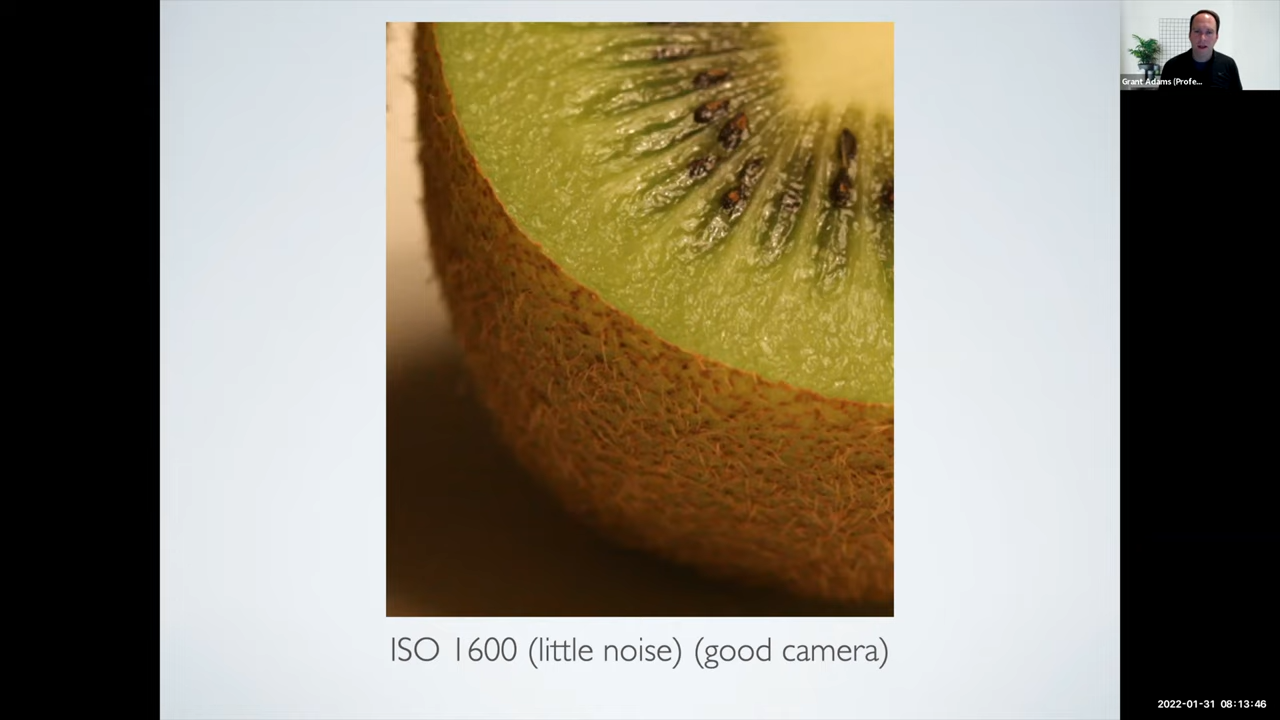 Grant Adams (Profe...
ISO 1600 (little noise) (good camera)
2022-01-31 08:13:46